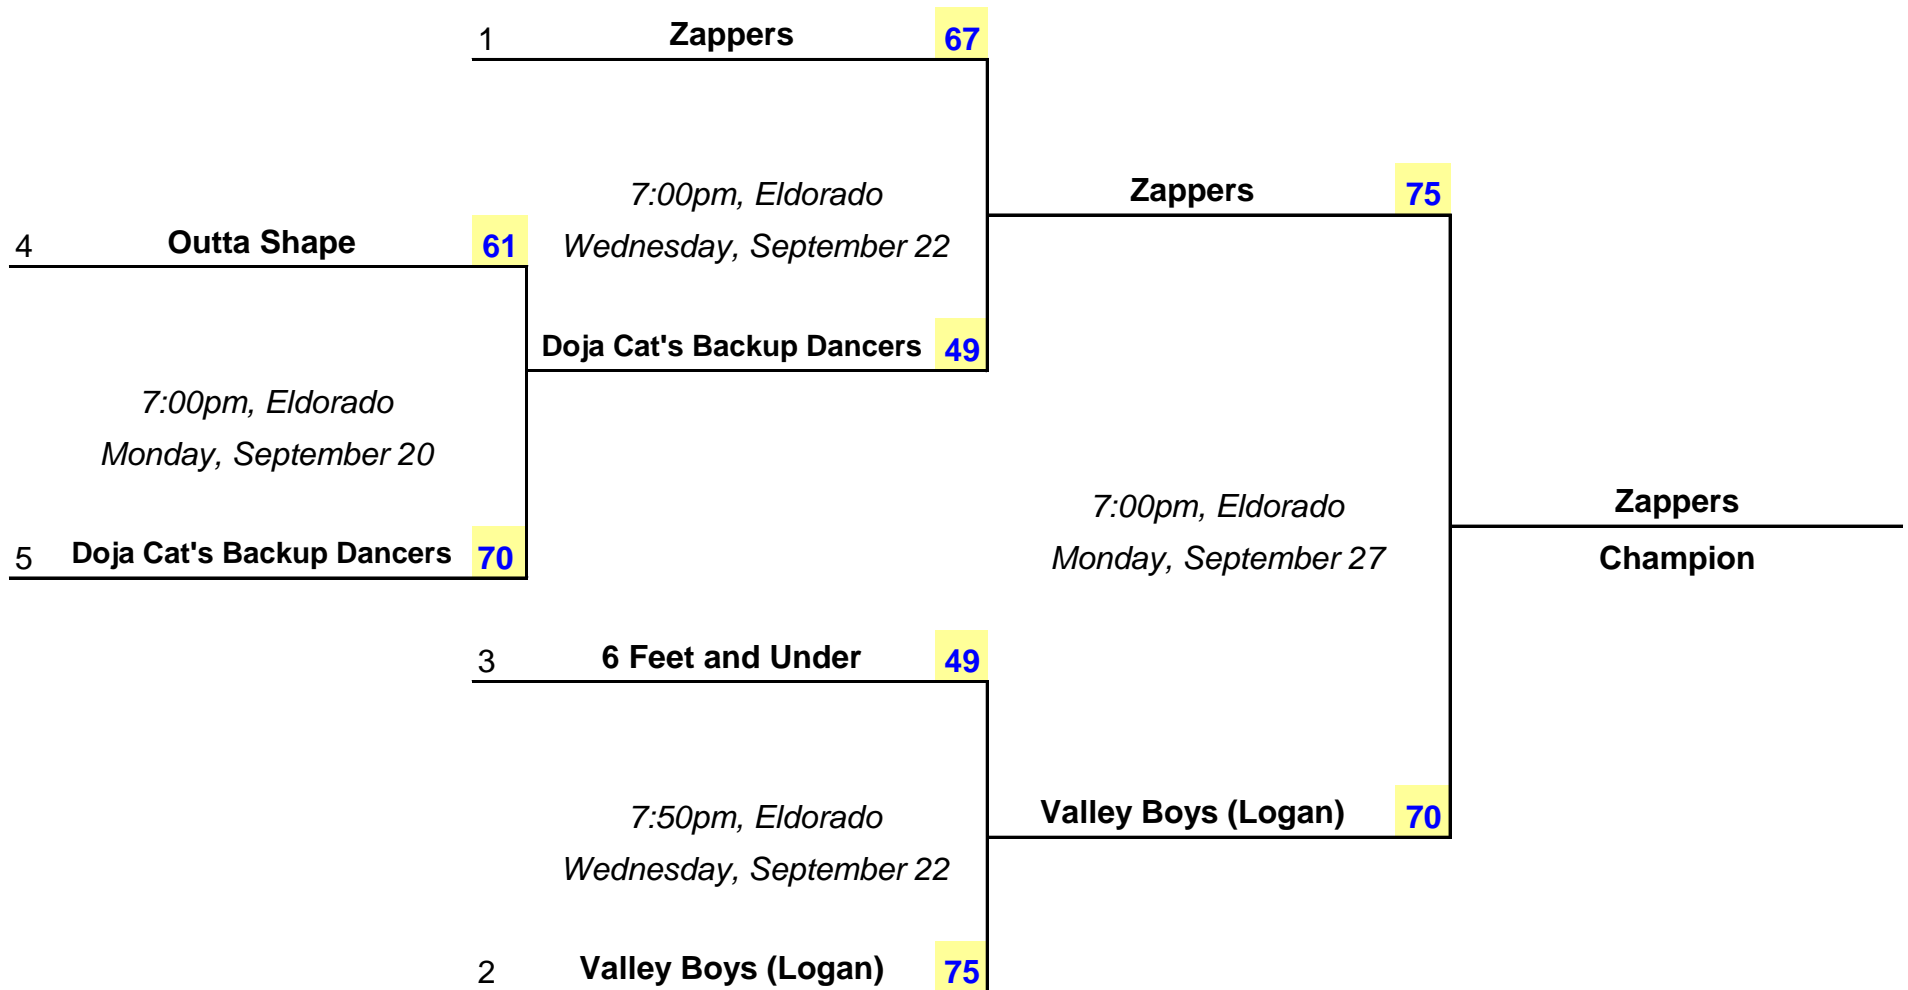 1 Zappers 67
7:00pm, Eldorado
Wednesday, September 22
Zappers 75
4 Outta Shape 61
Doja Cat's Backup Dancers 49
7:00pm, Eldorado
Monday, September 20
5 Doja Cat's Backup Dancers 70
7:00pm, Eldorado
Monday, September 27
Zappers
Champion
3 6 Feet and Under 49
7:50pm, Eldorado
Wednesday, September 22
Valley Boys (Logan) 70
2 Valley Boys (Logan) 75